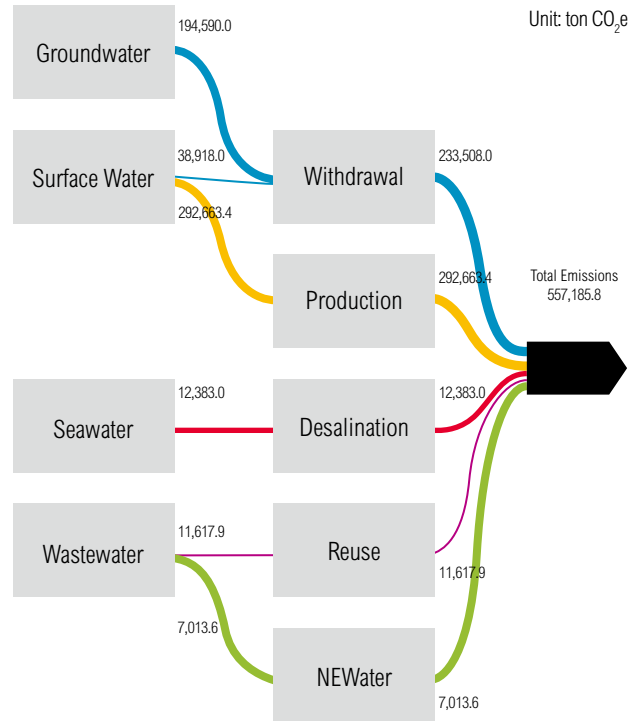 Unit: ton CO₂e
194,590.0
Groundwater
38,918.0
Surface Water
292,663.4
Withdrawal
233,508.0
Production
292,663.4
Total Emissions
557,185.8
Seawater
12,383.0
Desalination
12,383.0
Wastewater
11,617.9
Reuse
11,617.9
7,013.6
NEWater
7,013.6